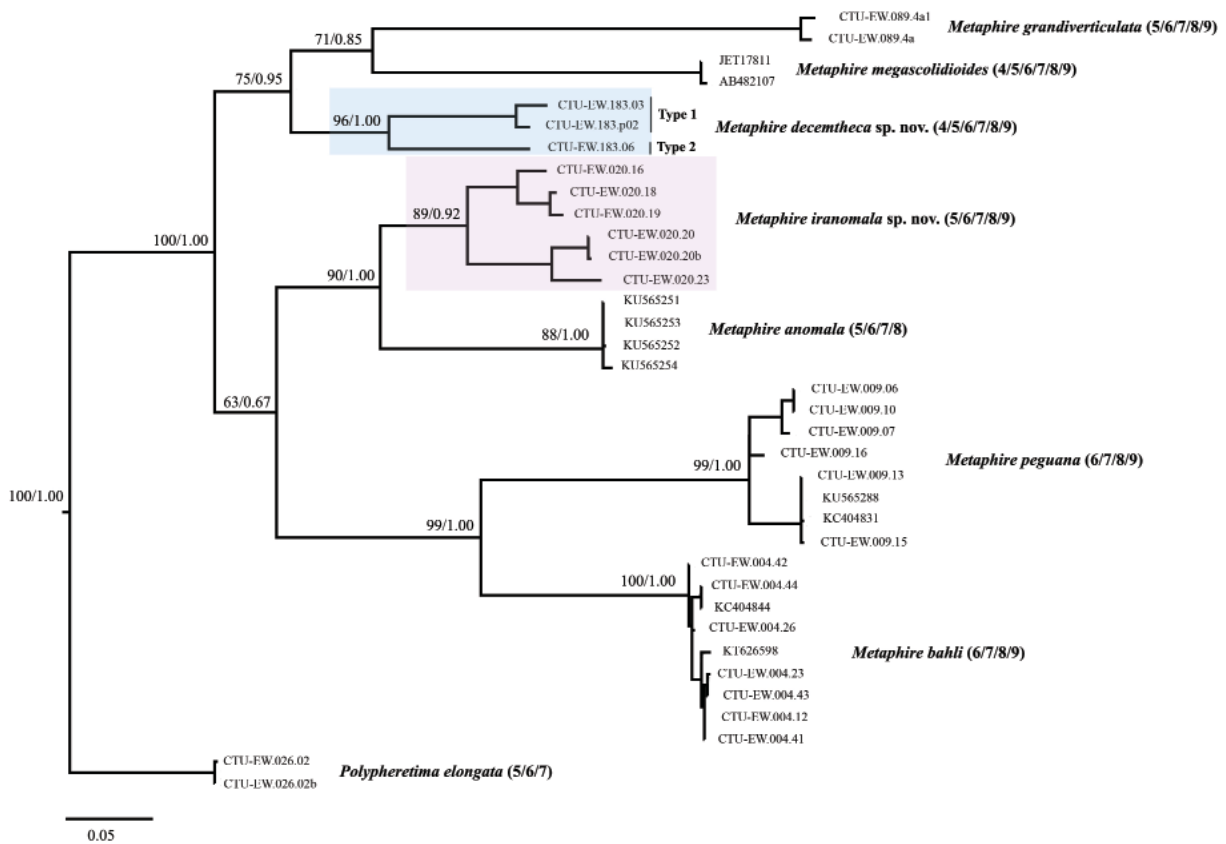 CTU-EW.089.4a1
Metaphire grandiverticulata (5/6/7/8/9)
71/0.85
CTU-EW.089.4a
JET17811
Metaphire megascolidioides (4/5/6/7/8/9)
75/0.95
AB482107
CTU-EW.183.03
Type 1
96/1.00
CTU-EW.183.p02
Metaphire decemtheca sp. nov. (4/5/6/7/8/9)
CTU-EW.183.06
Type 2
CTU-EW.020.16
CTU-EW.020.18
89/0.92
CTU-EW.020.19
Metaphire iranomala sp. nov. (5/6/7/8/9)
100/1.00
CTU-EW.020.20
CTU-EW.020.20b
90/1.00
CTU-EW.020.23
KU565251
KU565253
Metaphire anomala (5/6/7/8)
88/1.00
KU565252
KU565254
63/0.67
CTU-EW.009.06
CTU-EW.009.10
CTU-EW.009.07
CTU-EW.009.16
Metaphire peguana (6/7/8/9)
99/1.00
CTU-EW.009.13
KU565288
100/1.00
KC404831
99/1.00
CTU-EW.009.15
CTU-EW.004.42
100/1.00
CTU-EW.004.44
KC404844
CTU-EW.004.26
KT626598
Metaphire bahli (6/7/8/9)
CTU-EW.004.23
CTU-EW.004.43
CTU-EW.004.12
CTU-EW.004.41
CTU-EW.026.02
Polypheretima elongata (5/6/7)
CTU-EW.026.02b
0.05